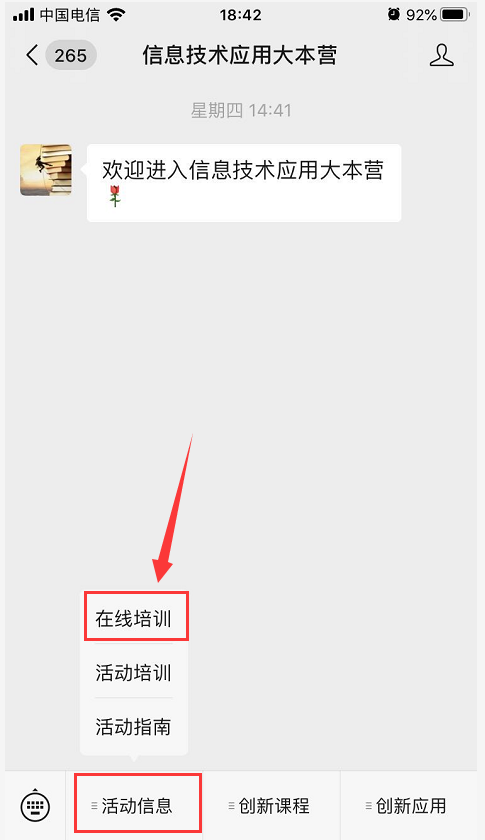 中国电信 18:42 92%
265 信息技术应用大本营
星期四 14:41
欢迎进入信息技术应用大本营
在线培训
活动培训
活动指南
活动信息 创新课程 创新应用